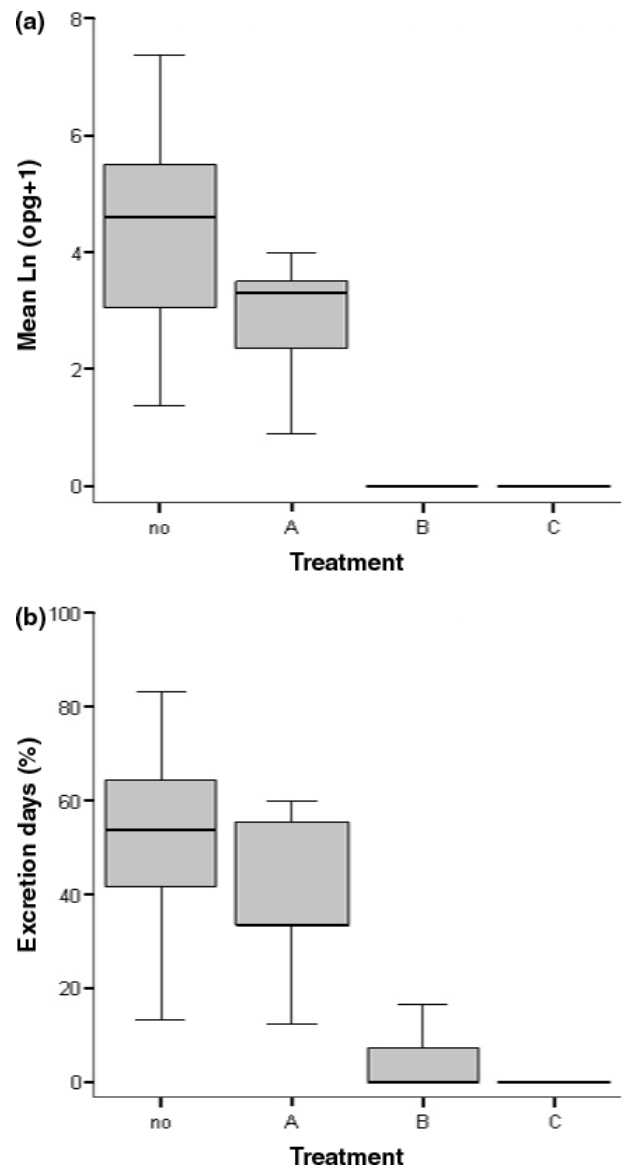 (a)
8
6
4
2
0
Mean Ln (opg+1)
no A B C
Treatment
(b)
100
80
60
40
20
0
Excretion days (%)
no A B C
Treatment